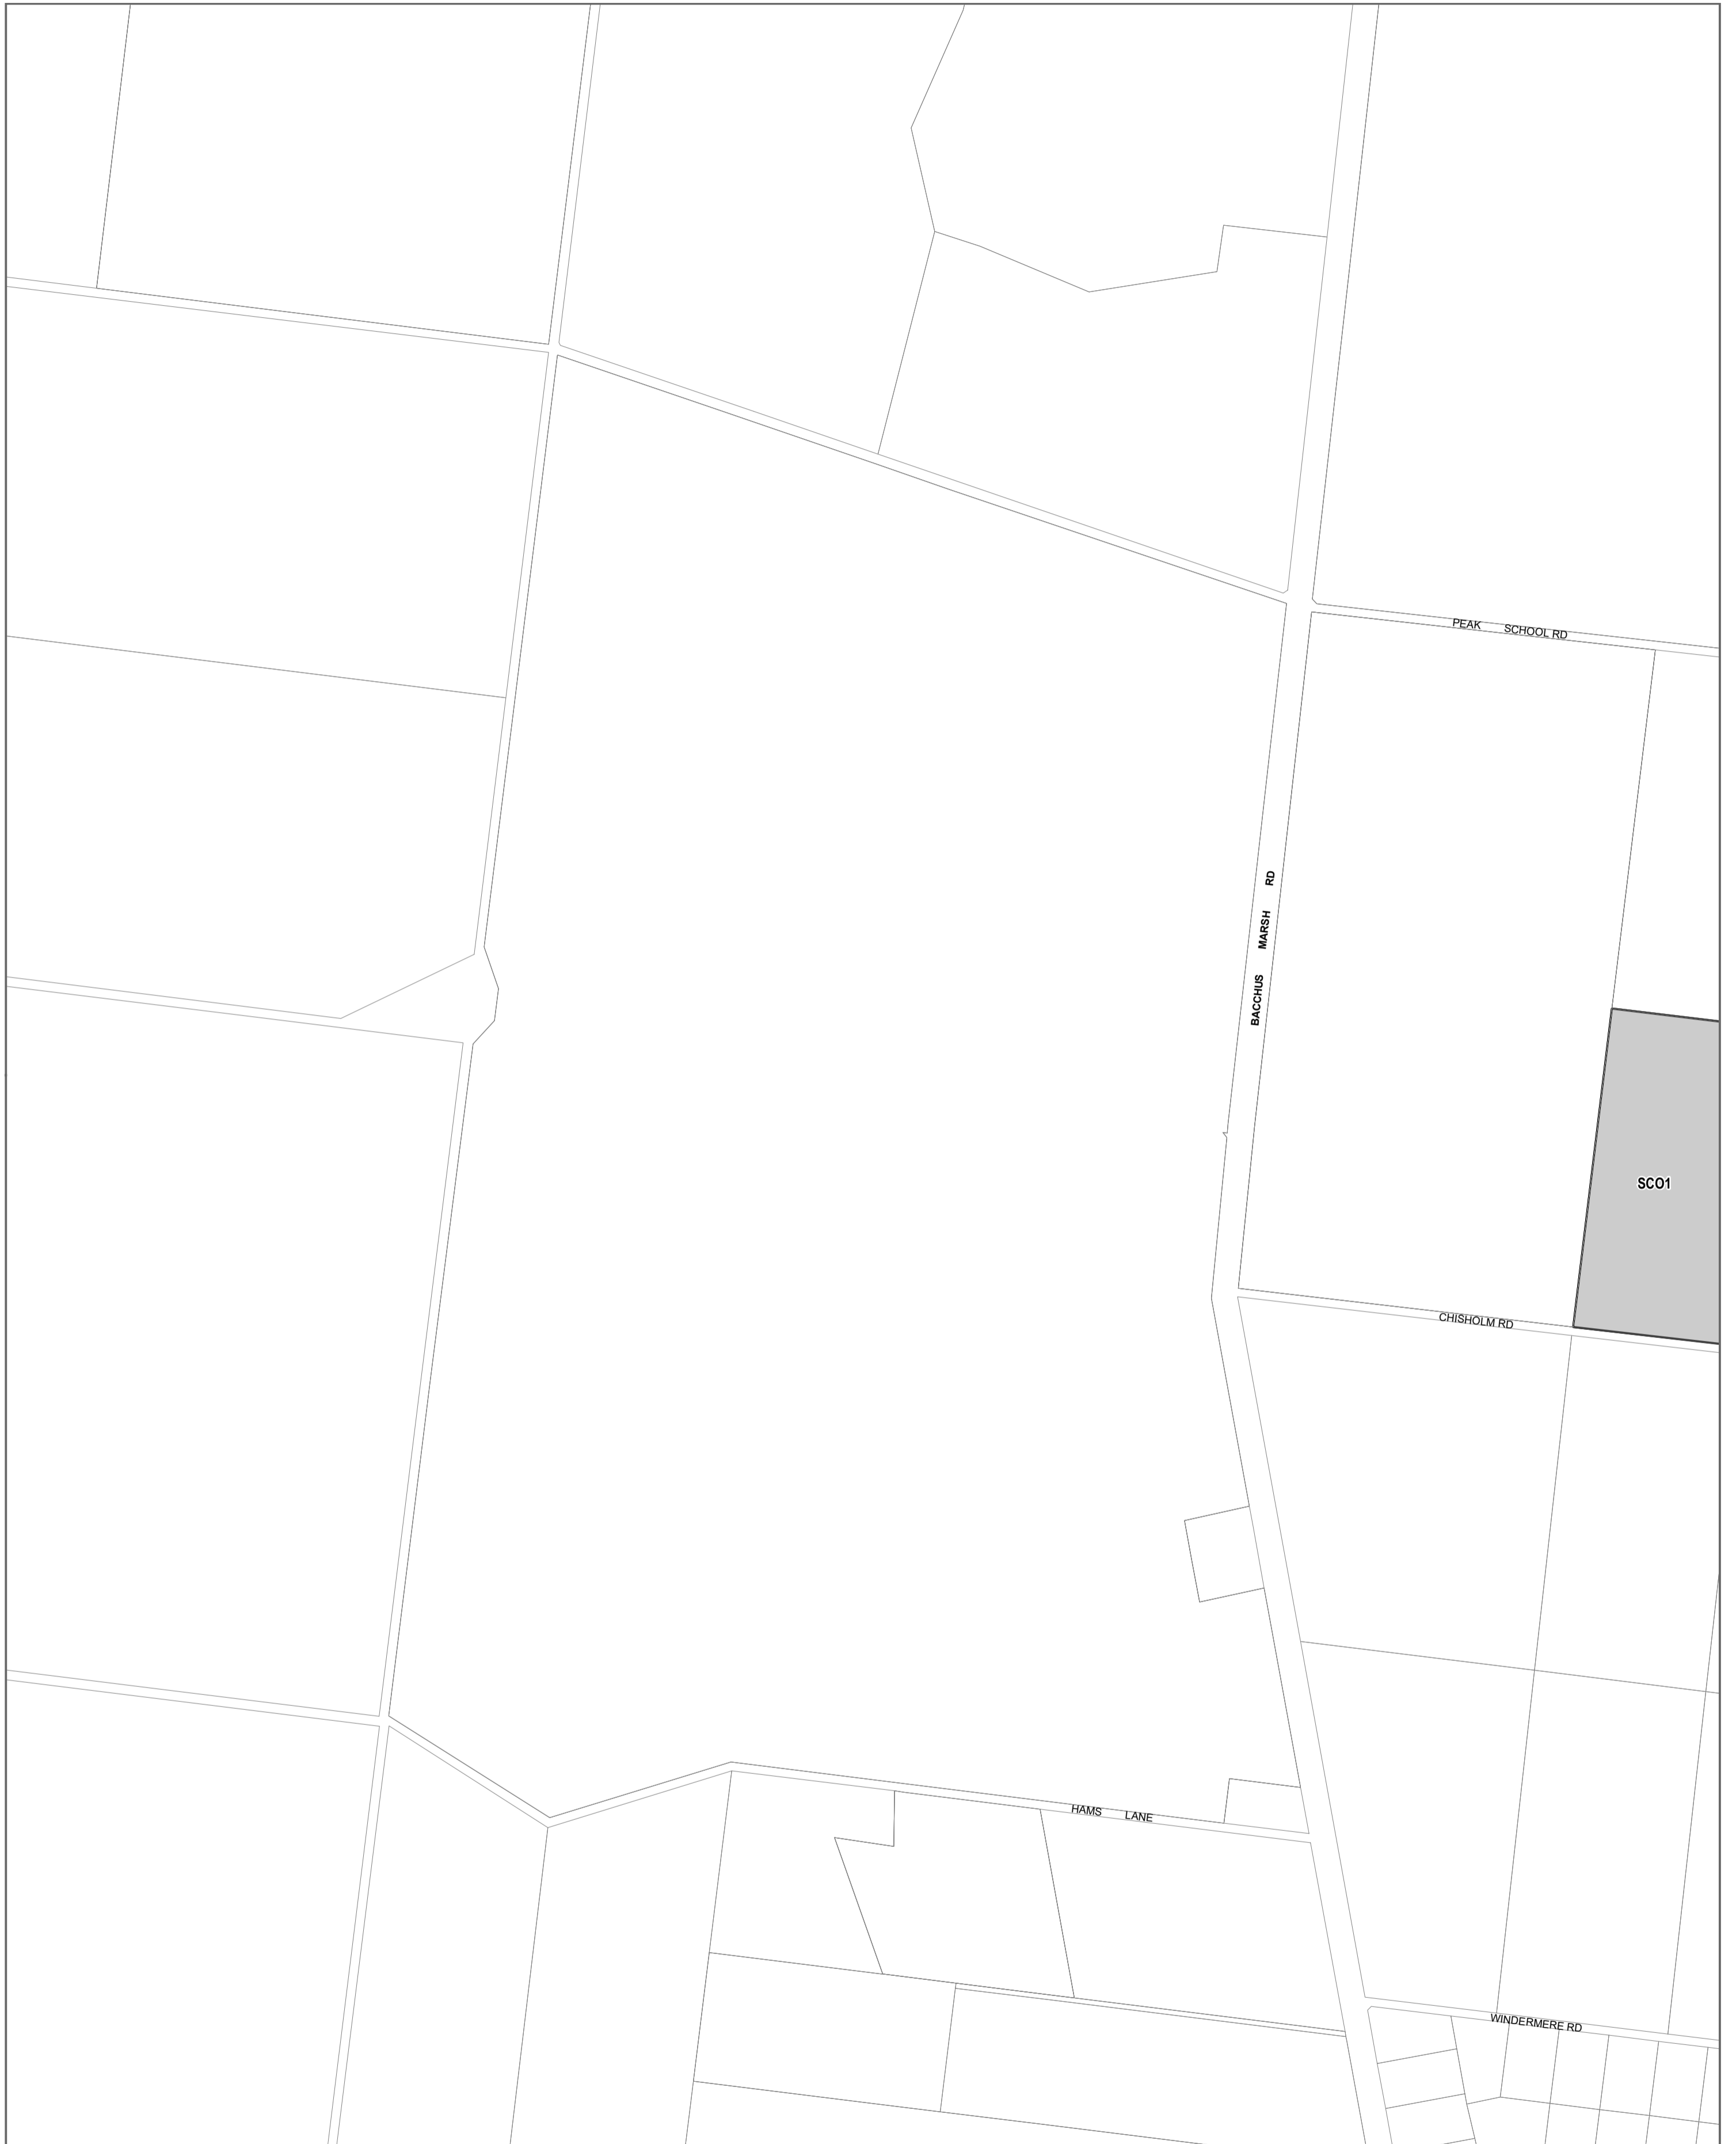 PEAK SCHOOL RD
BACCHUS MARSH RD
SCO1
CHISHOLM RD
HAMS LANE
WINDERMERE RD